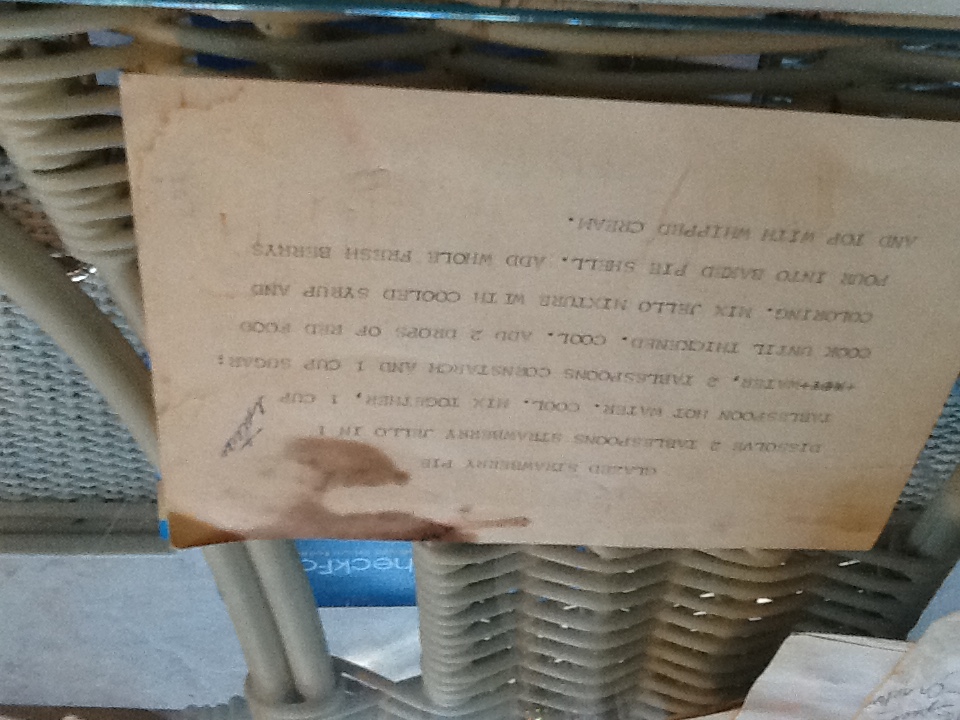 GLAZED STRAWBERRY PIE
DISSOLVE 2 TABLESPOONS STRAWBERRY JELLO IN 1
TABLESPOON HOT WATER. COOL. MIX TOGETHER, 1 CUP
WATER, 2 TABLESPOONS CORNSTARCH AND 1 CUP SUGAR;
COOK UNTIL THICKENED. COOL. ADD 2 DROPS OF RED FOOD
COLORING. MIX JELLO MIXTURE WITH COOLED SYRUP AND
POUR INTO BAKED PIE SHELL. ADD WHOLE FRESH BERRYS
AND TOP WITH WHIPPED CREAM.
heckFr